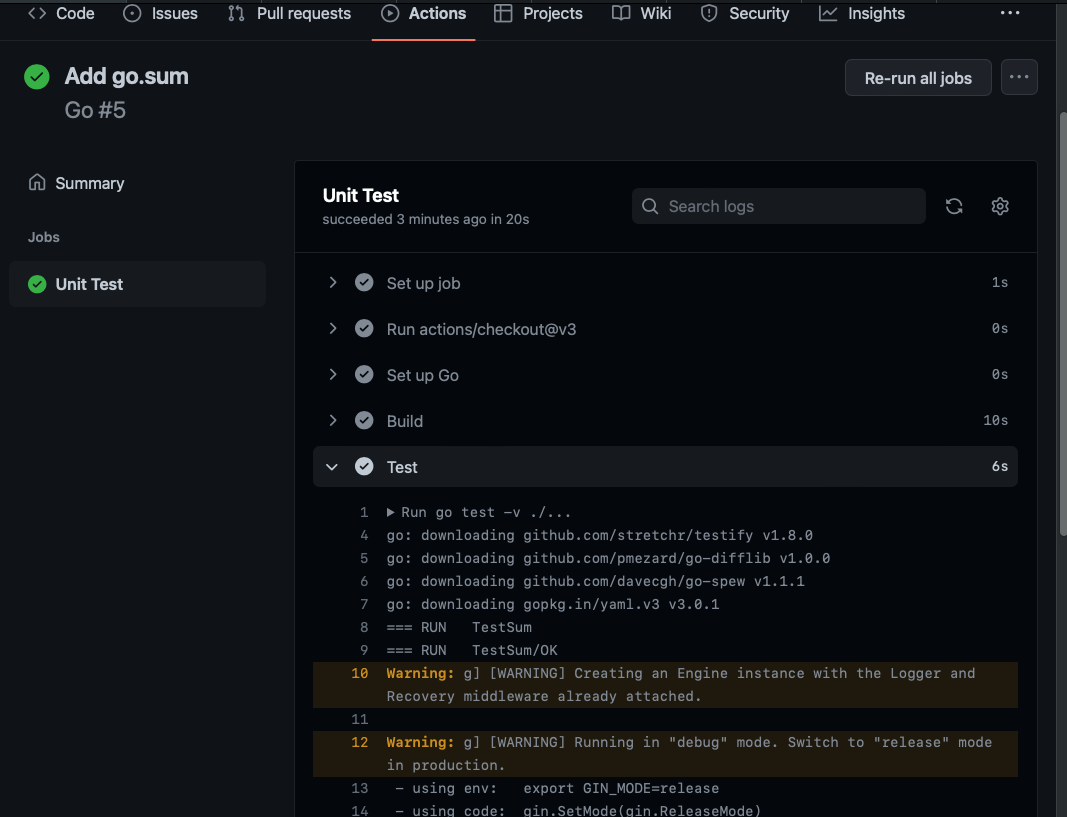 Code Issues Pull requests Actions Projects Wiki Security Insights ...
Add go.sum
Re-run all jobs ...
Go #5
Summary
Jobs
Unit Test
Unit Test
succeeded 3 minutes ago in 20s
Search logs
Set up job 1s
Run actions/checkout@v3 0s
Set up Go 0s
Build 10s
Test 6s
1 Run go test -v ./...
4 go: downloading github.com/stretchr/testify v1.8.0
5 go: downloading github.com/pmezard/go-difflib v1.0.0
6 go: downloading github.com/davecgh/go-spew v1.1.1
7 go: downloading gopkg.in/yaml.v3 v3.0.1
8 === RUN TestSum
9 === RUN TestSum/OK
10 Warning: g] [WARNING] Creating an Engine instance with the Logger and
Recovery middleware already attached.
11
12 Warning: g] [WARNING] Running in "debug" mode. Switch to "release" mode
in production.
13 - using env: export GIN_MODE=release
14 - using code: gin.SetMode(gin.ReleaseMode)